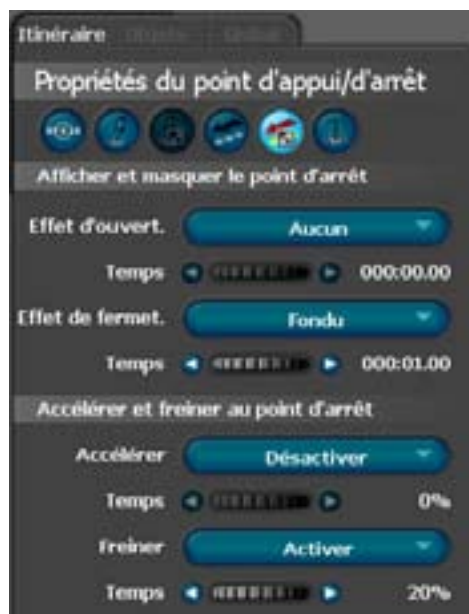 Itinéraire
Propriétés du point d'appui/d'arrêt
Afficher et masquer le point d'arrêt
Effet d'ouvert. Aucun
Temps 000:00.00
Effet de fermet. Fondu
Temps 000:01.00
Accélérer et freiner au point d'arrêt
Accélérer Désactiver
Temps 0%
Freiner Activer
Temps 20%